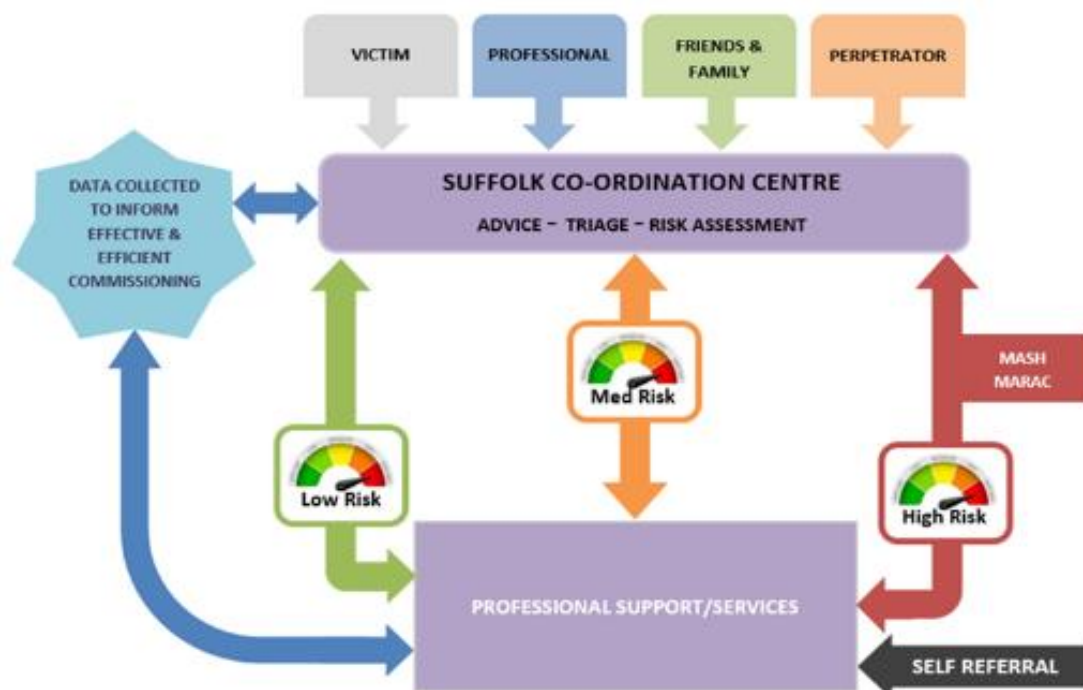 VICTIM
PROFESSIONAL
FRIENDS &
FAMILY
PERPETRATOR
DATA COLLECTED
TO INFORM
EFFECTIVE &
EFFICIENT
COMMISSIONING
SUFFOLK CO-ORDINATION CENTRE
ADVICE – TRIAGE – RISK ASSESSMENT
Med Risk
MASH
MARAC
Low Risk
High Risk
PROFESSIONAL SUPPORT/SERVICES
SELF REFERRAL